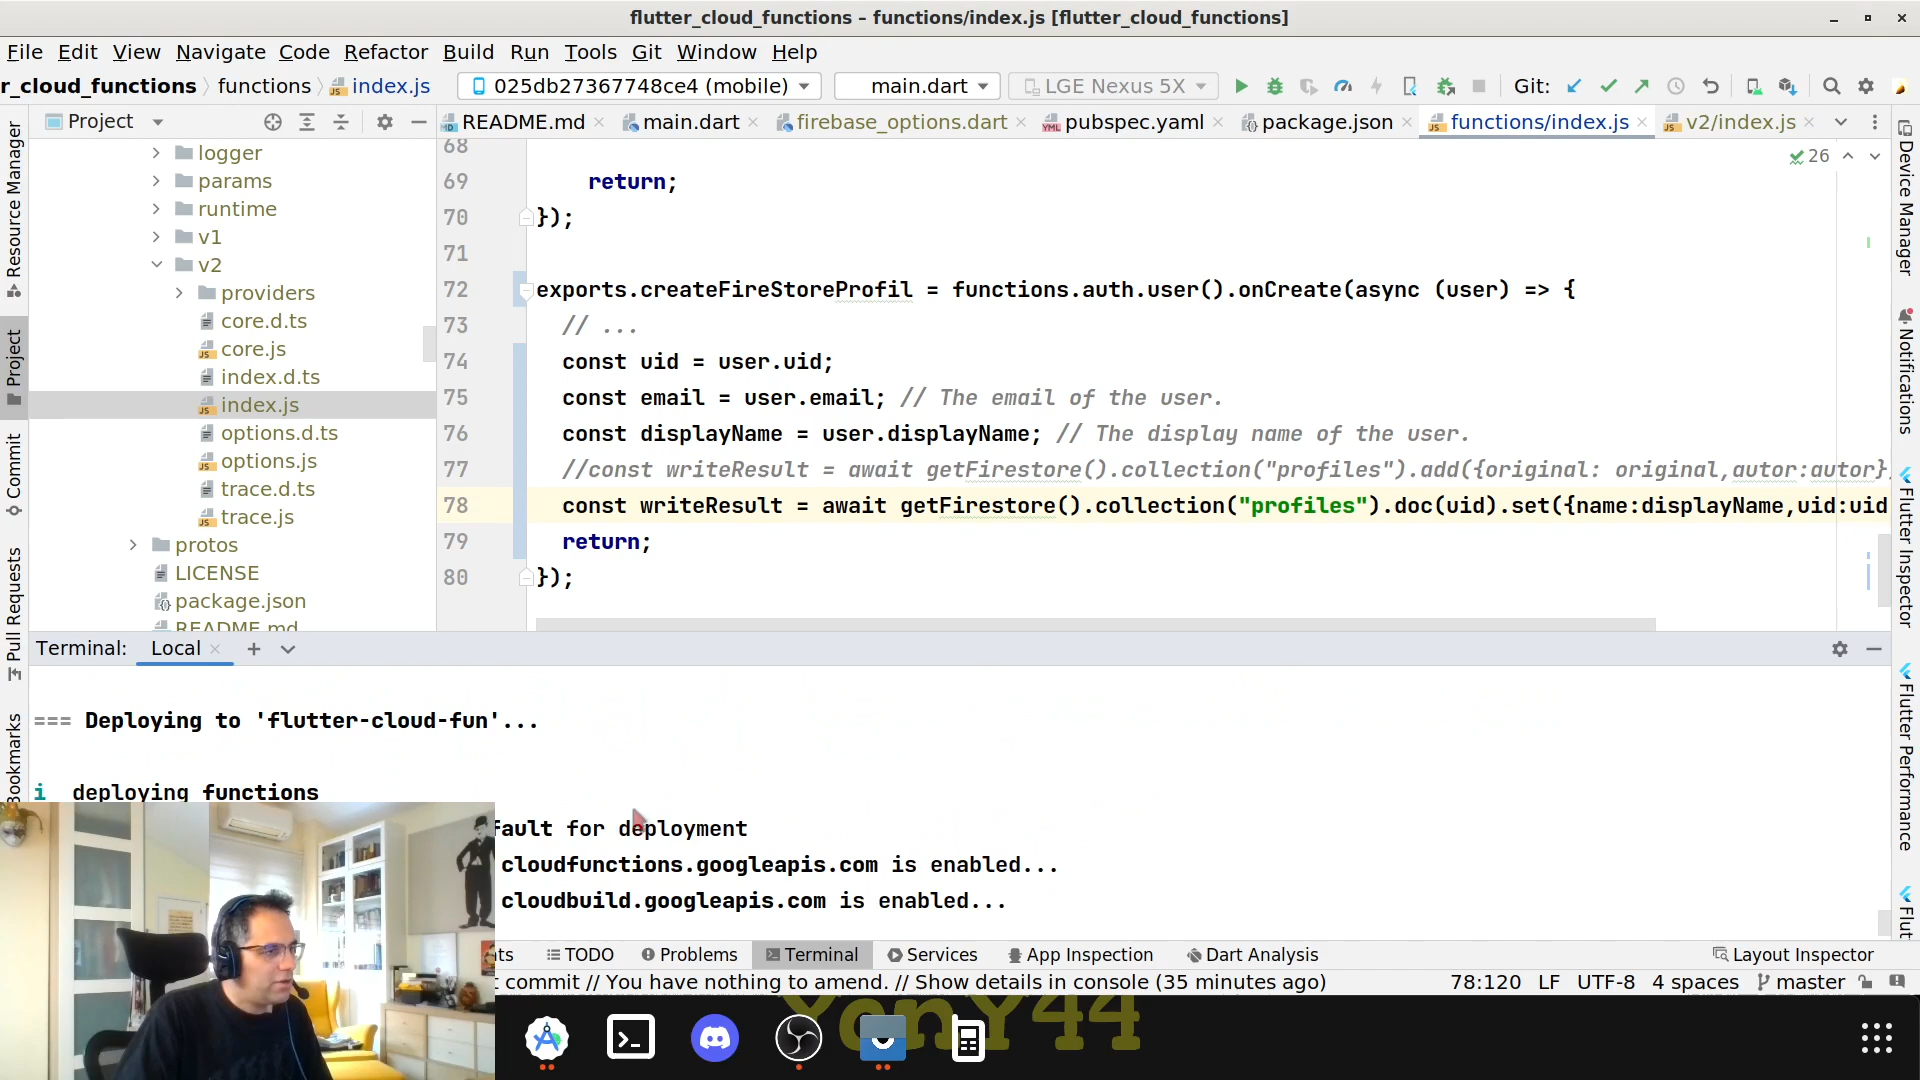 flutter_cloud_functions – functions/index.js [flutter_cloud_functions]
File Edit View Navigate Code Refactor Build Run Tools Git Window Help
r_cloud_functions functions index.js 025db27367748ce4 (mobile) main.dart LGE Nexus 5X Git:
Project README.md main.dart firebase_options.dart pubspec.yaml package.json functions/index.js v2/index.js
26
logger
params
runtime
v1
v2
providers
core.d.ts
core.js
index.d.ts
index.js
options.d.ts
options.js
trace.d.ts
trace.js
protos
LICENSE
package.json
README.md
68
69 return;
70 });
71
72 exports.createFireStoreProfil = functions.auth.user().onCreate(async (user) => {
73 // ...
74 const uid = user.uid;
75 const email = user.email; // The email of the user.
76 const displayName = user.displayName; // The display name of the user.
77 //const writeResult = await getFirestore().collection("profiles").add({original: original,autor:autor}
78 const writeResult = await getFirestore().collection("profiles").doc(uid).set({name:displayName,uid:uid
79 return;
80 });
Resource Manager
Project
Commit
Pull Requests
Bookmarks
Device Manager
Notifications
Flutter Inspector
Flutter Performance
Flut
Terminal: Local
=== Deploying to 'flutter-cloud-fun'...
i deploying functions
fault for deployment
cloudfunctions.googleapis.com is enabled...
cloudbuild.googleapis.com is enabled...
ts TODO Problems Terminal Services App Inspection Dart Analysis Layout Inspector
t commit // You have nothing to amend. // Show details in console (35 minutes ago) 78:120 LF UTF-8 4 spaces master
YonY44